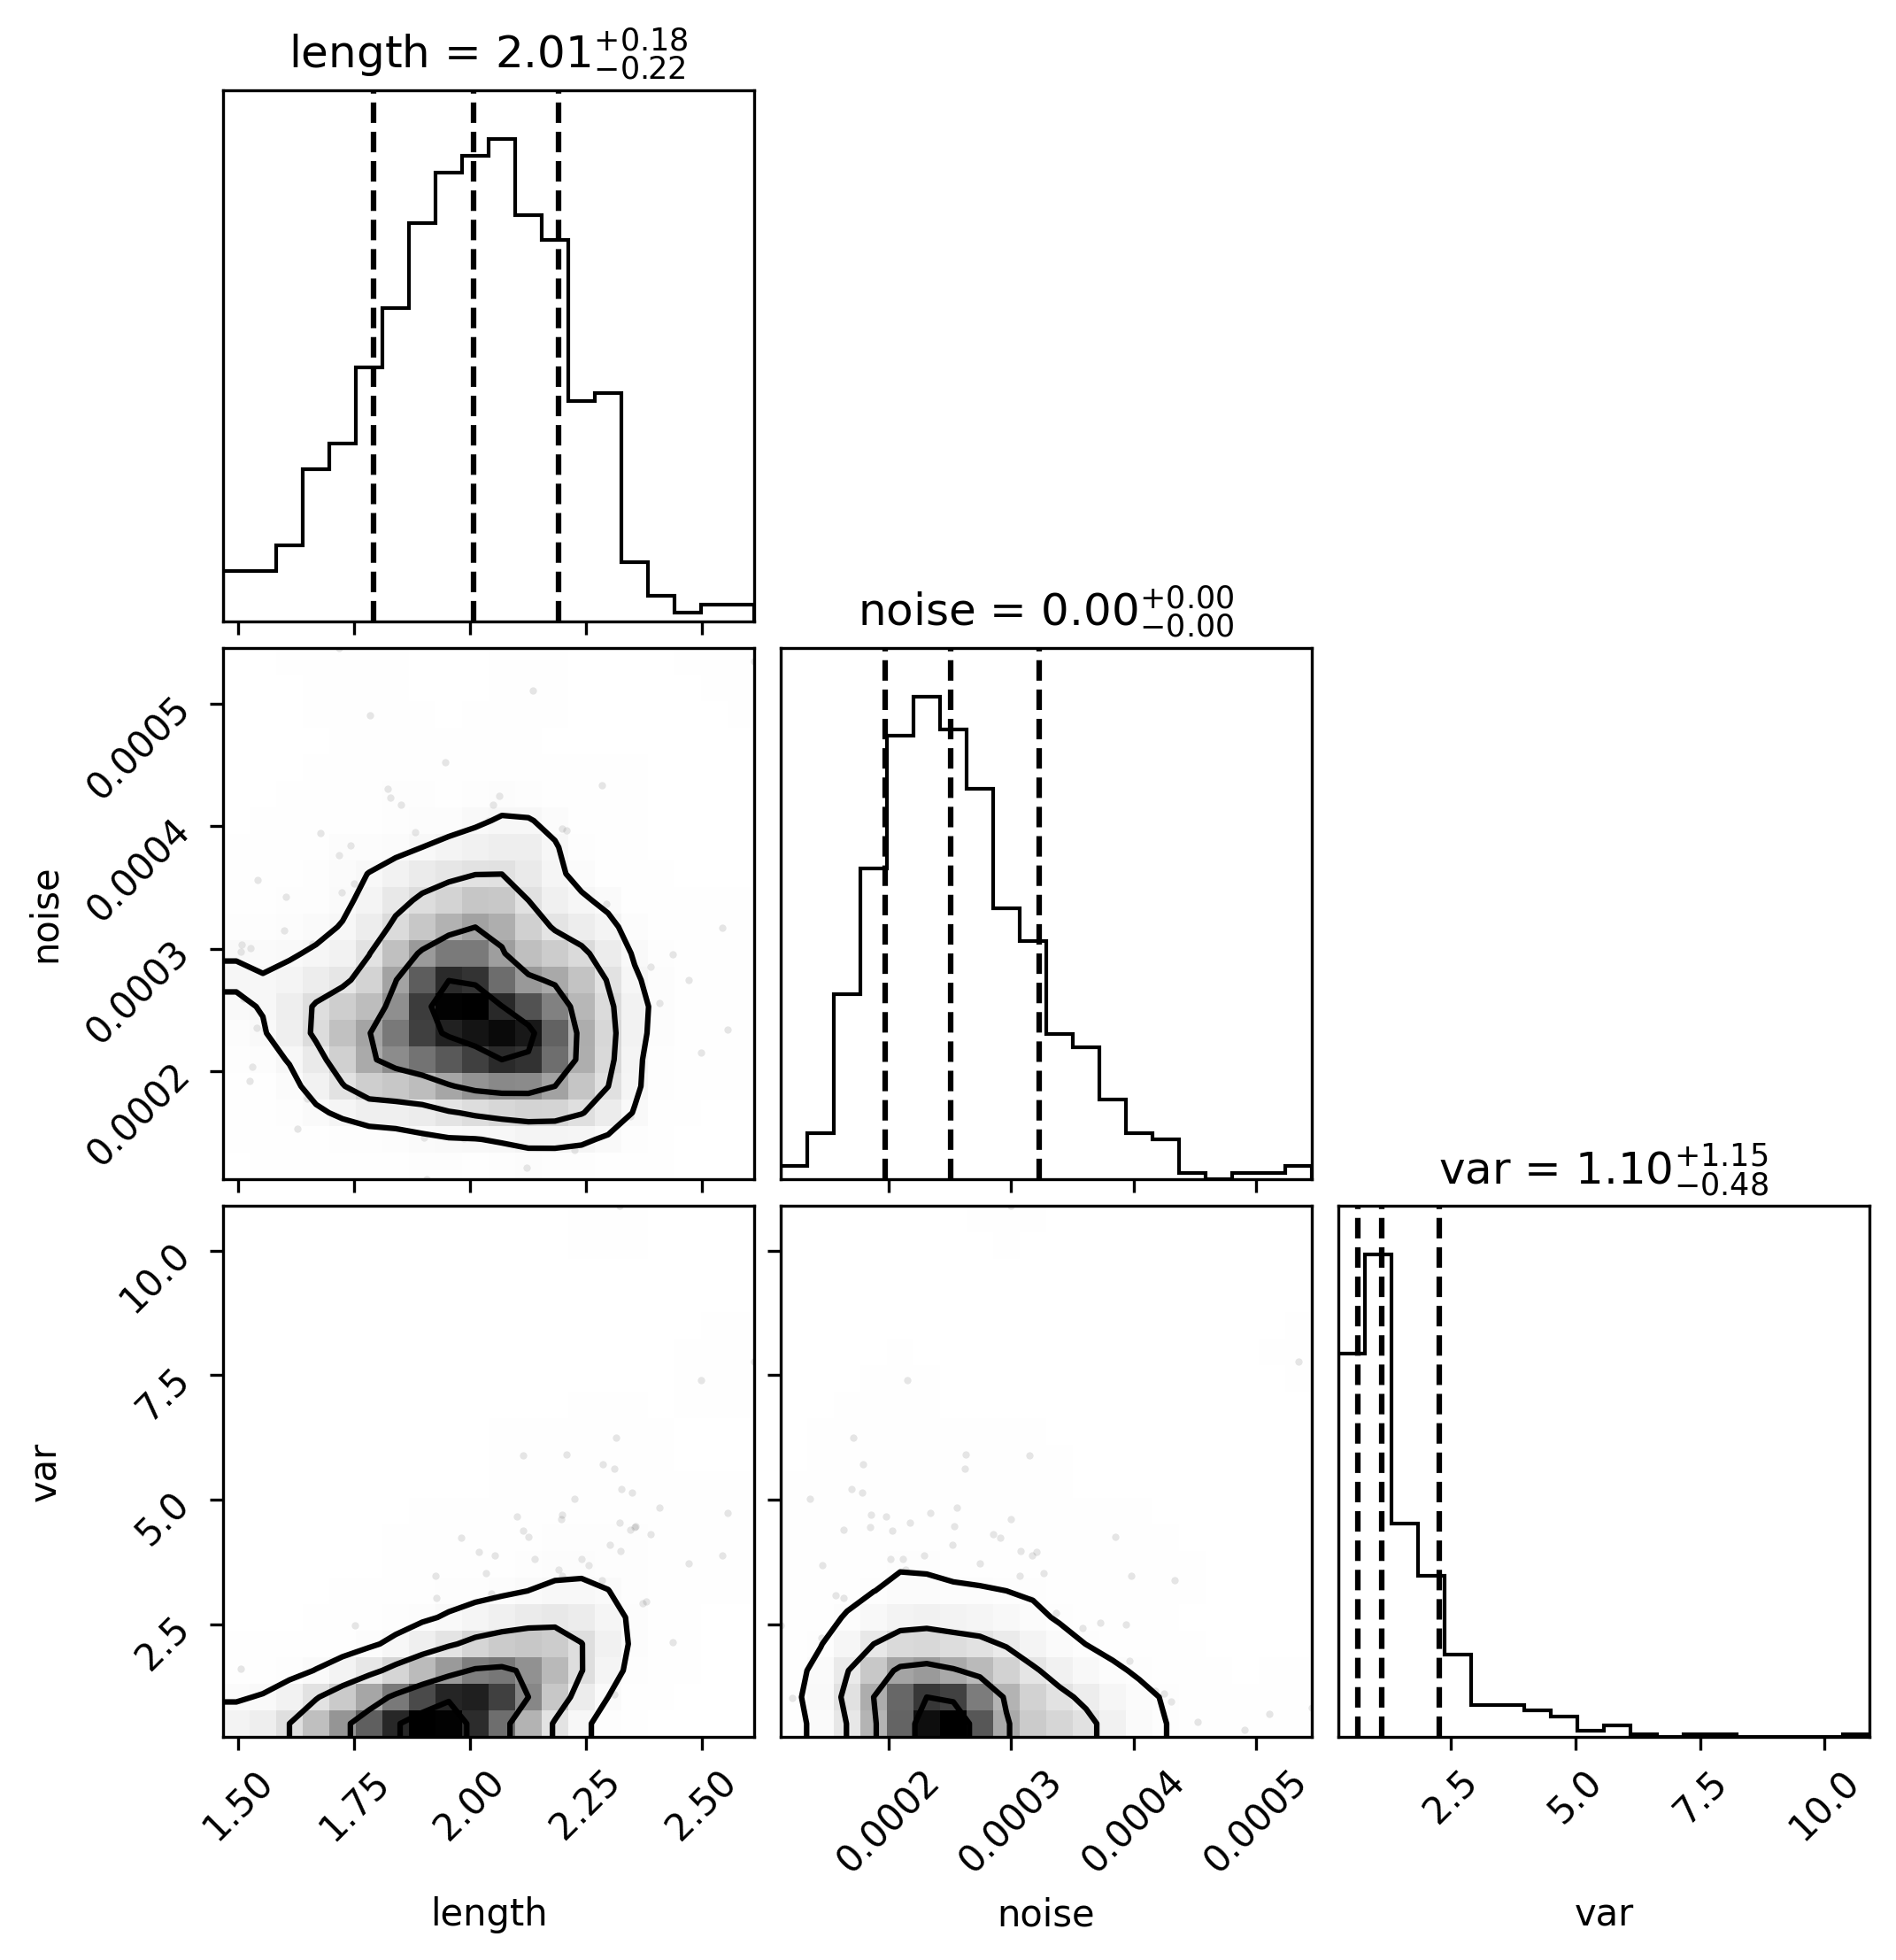 length = 2.01 +0.18 −0.22
noise = 0.00 +0.00 −0.00
0.0005
0.0004
0.0003
0.0002
noise
var = 1.10 +1.15 −0.48
10.0
7.5
5.0
2.5
var
1.50 1.75 2.00 2.25 2.50 0.0002 0.0003 0.0004 0.0005 2.5 5.0 7.5 10.0
length noise var